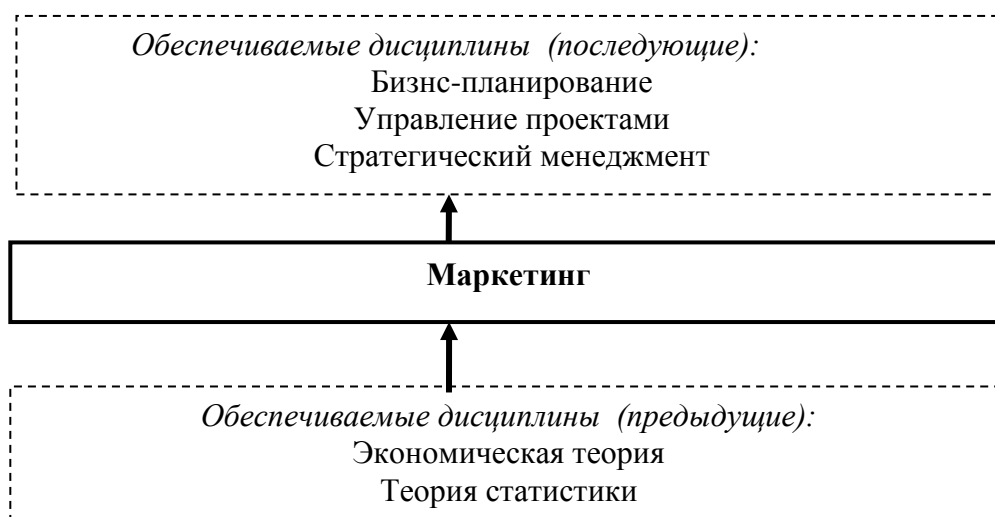 Обеспечиваемые дисциплины (последующие):
Бизнс-планирование
Управление проектами
Стратегический менеджмент
Маркетинг
Обеспечиваемые дисциплины (предыдущие):
Экономическая теория
Теория статистики